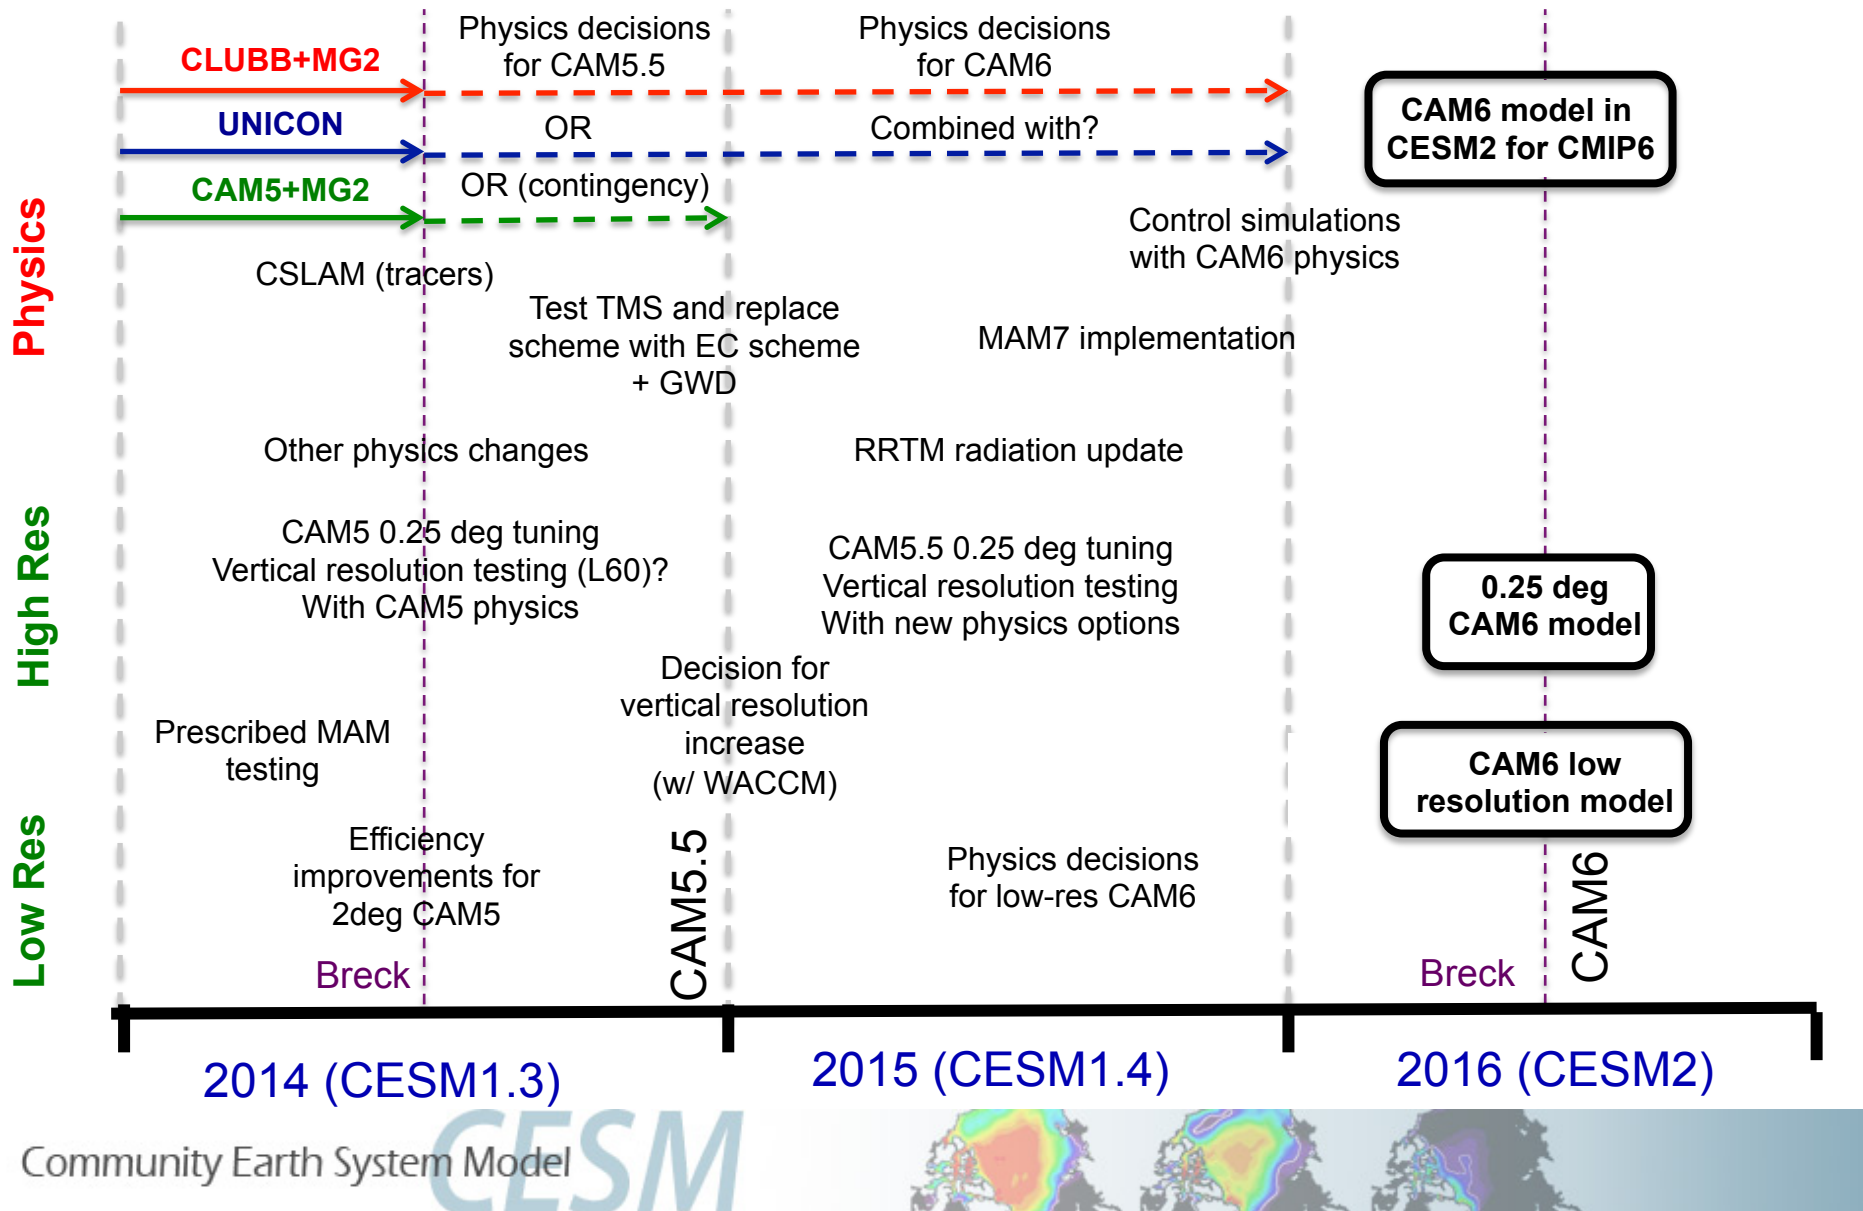 CLUBB+MG2
Physics decisions
for CAM5.5
Physics decisions
for CAM6
UNICON
OR
Combined with?
CAM5+MG2
OR (contingency)
CAM6 model in
CESM2 for CMIP6
Physics
CSLAM (tracers)
Control simulations
with CAM6 physics
Test TMS and replace
scheme with EC scheme
+ GWD
MAM7 implementation
Other physics changes
RRTM radiation update
High Res
CAM5 0.25 deg tuning
Vertical resolution testing (L60)?
With CAM5 physics
CAM5.5 0.25 deg tuning
Vertical resolution testing
With new physics options
0.25 deg
CAM6 model
Decision for
vertical resolution
increase
(w/ WACCM)
Prescribed MAM
testing
CAM6 low
resolution model
Low Res
Efficiency
improvements for
2deg CAM5
CAM5.5
Physics decisions
for low-res CAM6
CAM6
Breck
Breck
2014 (CESM1.3)
2015 (CESM1.4)
2016 (CESM2)
Community Earth System Model
CESM